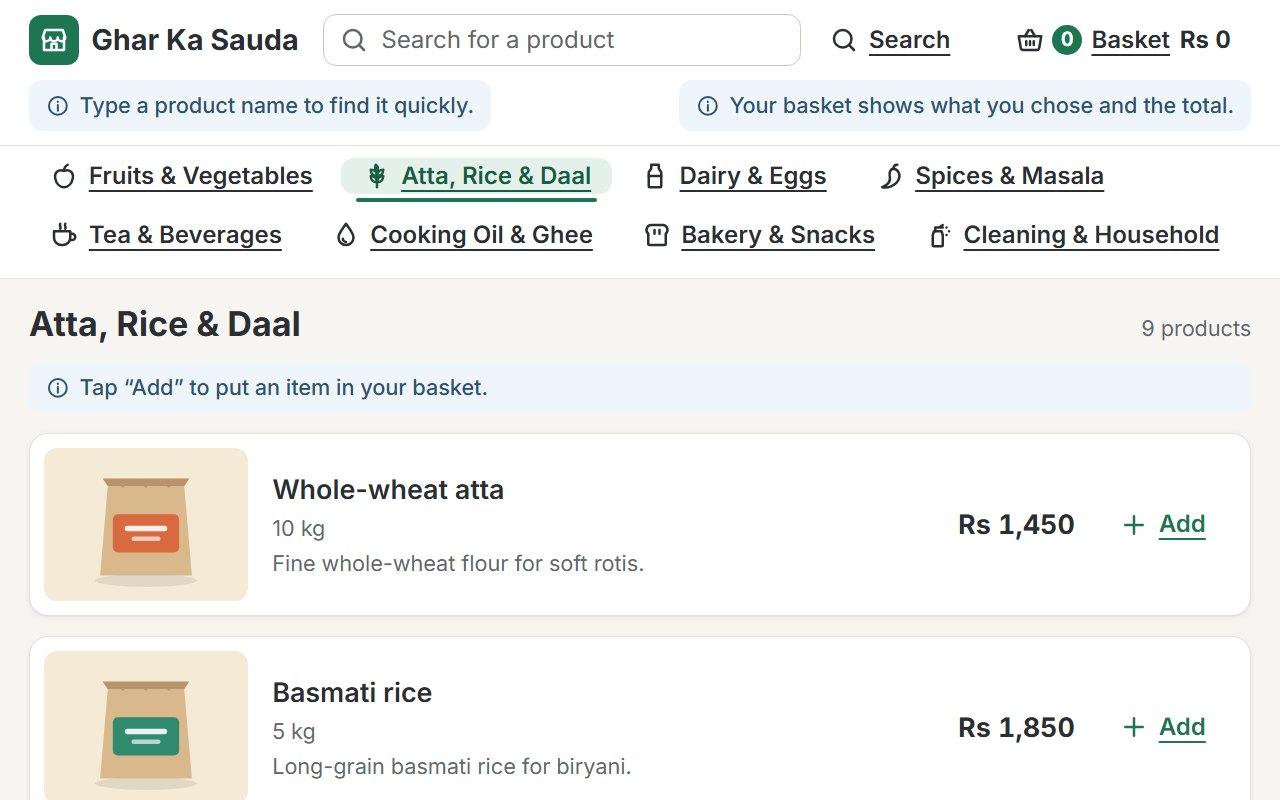 Ghar Ka Sauda
Search for a product
Search
0 Basket Rs 0
Type a product name to find it quickly.
Your basket shows what you chose and the total.
Fruits & Vegetables
Atta, Rice & Daal
Dairy & Eggs
Spices & Masala
Tea & Beverages
Cooking Oil & Ghee
Bakery & Snacks
Cleaning & Household
Atta, Rice & Daal
9 products
Tap “Add” to put an item in your basket.
Whole-wheat atta
10 kg
Fine whole-wheat flour for soft rotis.
Rs 1,450
Add
Basmati rice
5 kg
Long-grain basmati rice for biryani.
Rs 1,850
Add